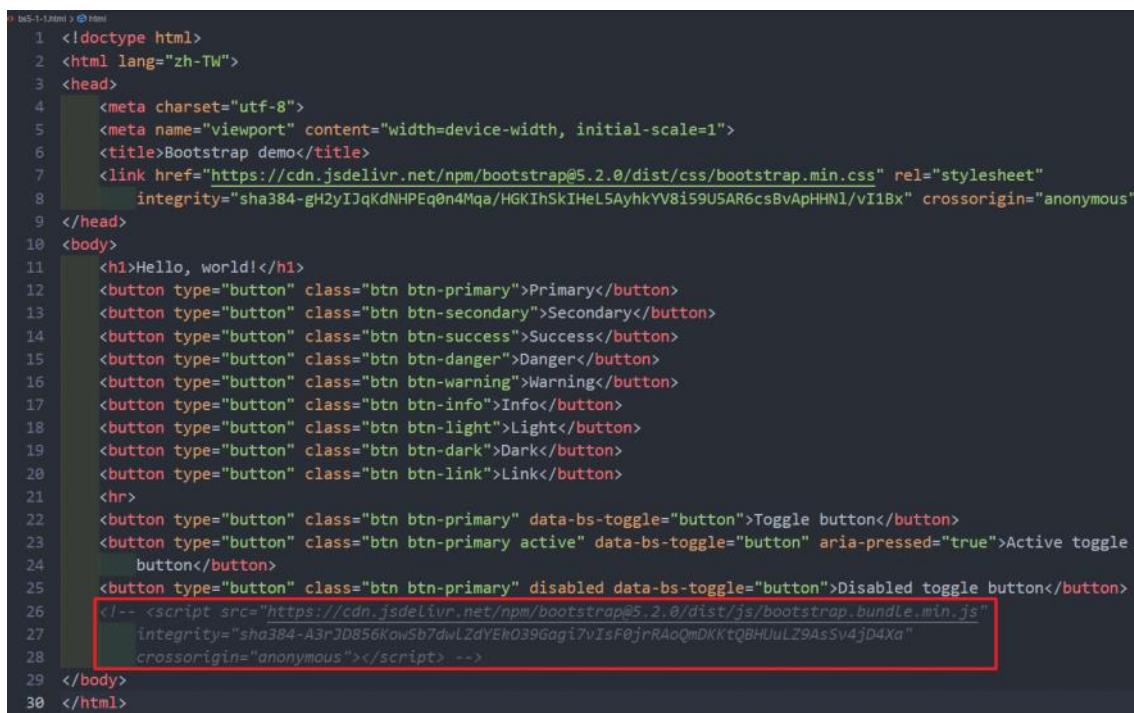 bs5-1-1.html > html
1 <!doctype html>
2 <html lang="zh-TW">
3 <head>
4 <meta charset="utf-8">
5 <meta name="viewport" content="width=device-width, initial-scale=1">
6 <title>Bootstrap demo</title>
7 <link href="https://cdn.jsdelivr.net/npm/bootstrap@5.2.0/dist/css/bootstrap.min.css" rel="stylesheet"
8 integrity="sha384-gH2yIJqKdNHPEq0n4Mqa/HGKIhSkIHeL5AyhkYV8i59U5AR6csBvApHHNl/vI1Bx" crossorigin="anonymous"
9 </head>
10 <body>
11 <h1>Hello, world!</h1>
12 <button type="button" class="btn btn-primary">Primary</button>
13 <button type="button" class="btn btn-secondary">Secondary</button>
14 <button type="button" class="btn btn-success">Success</button>
15 <button type="button" class="btn btn-danger">Danger</button>
16 <button type="button" class="btn btn-warning">Warning</button>
17 <button type="button" class="btn btn-info">Info</button>
18 <button type="button" class="btn btn-light">Light</button>
19 <button type="button" class="btn btn-dark">Dark</button>
20 <button type="button" class="btn btn-link">Link</button>
21 <hr>
22 <button type="button" class="btn btn-primary" data-bs-toggle="button">Toggle button</button>
23 <button type="button" class="btn btn-primary active" data-bs-toggle="button" aria-pressed="true">Active toggle
24 button</button>
25 <button type="button" class="btn btn-primary" disabled data-bs-toggle="button">Disabled toggle button</button>
26 <!-- <script src="https://cdn.jsdelivr.net/npm/bootstrap@5.2.0/dist/js/bootstrap.bundle.min.js"
27 integrity="sha384-A3rJD856KowSb7dwLZdYEkO39Gagi7vIsF0jrRAoQmDKKtQBHUuLZ9AsSv4jD4Xa"
28 crossorigin="anonymous"></script> -->
29 </body>
30 </html>